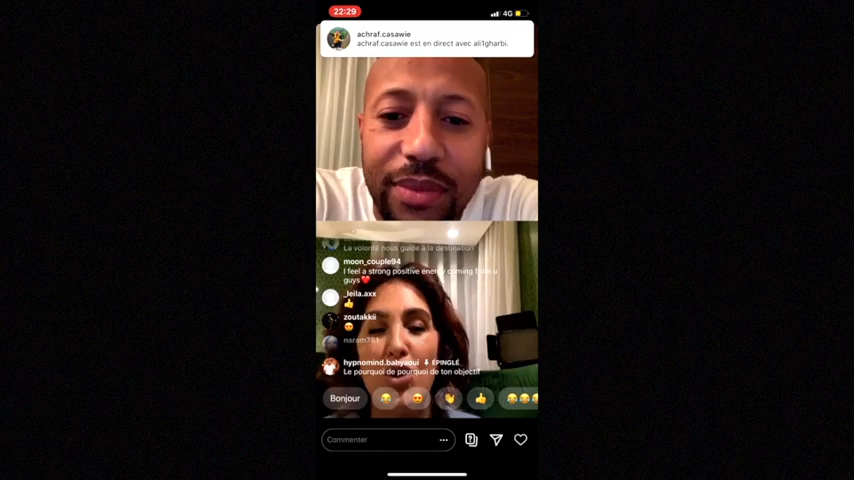 22:29
4G
achraf.casawie
achraf.casawie est en direct avec ali1gharbi.
La volonté nous guide à la destination
moon_couple94
I feel a strong positive energy coming from u
guys❤️
_leila.axx
👍
zoutakkii
😍
naram781
hypnomind.bahyaoui ÉPINGLÉ
Le pourquoi de pourquoi de ton objectif
Bonjour 😂 😍 👏 👍 😂😂😂
Commenter